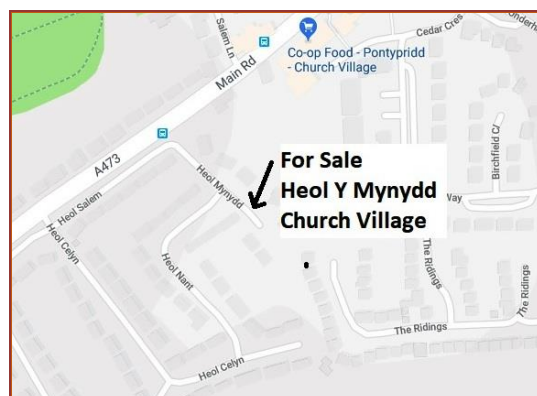 Salem Ln
Cedar Cres
Main Rd
Co-op Food - Pontypridd
- Church Village
A473
Birchfield Cl
Heol Mynydd
For Sale
Heol Y Mynydd
Church Village
Way
Heol Salem
Heol Celyn
Heol Nant
The Ridings
The Ridings
The Ridings
Heol Celyn